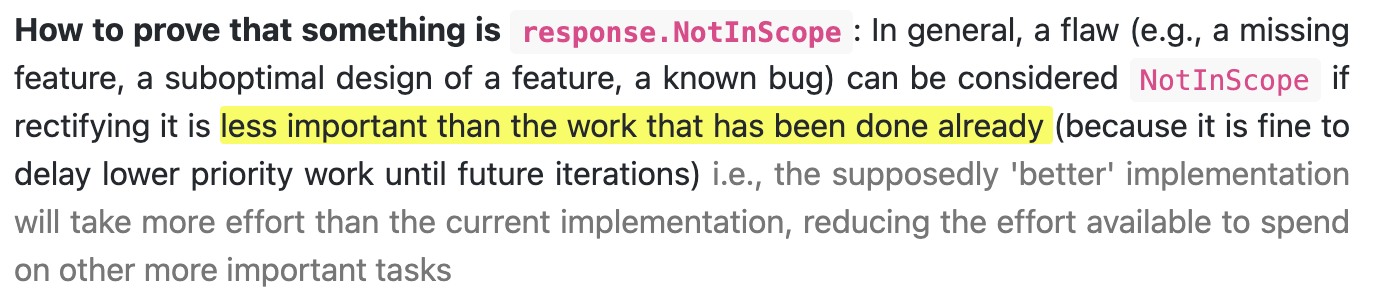 How to prove that something is response.NotInScope: In general, a flaw (e.g., a missing
feature, a suboptimal design of a feature, a known bug) can be considered NotInScope if
rectifying it is less important than the work that has been done already (because it is fine to
delay lower priority work until future iterations) i.e., the supposedly 'better' implementation
will take more effort than the current implementation, reducing the effort available to spend
on other more important tasks